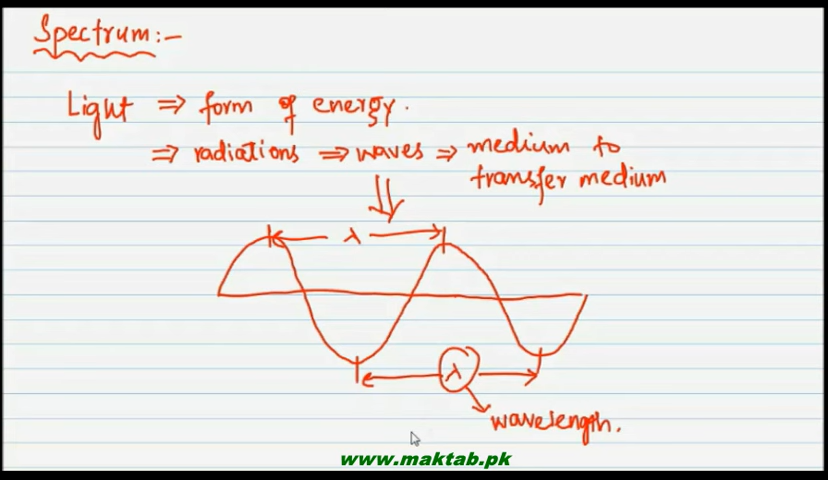 Spectrum:-
Light ⇒ form of energy.
⇒ radiations ⇒ waves ⇒ medium to
transfer medium
λ
λ
wavelength.
www.maktab.pk